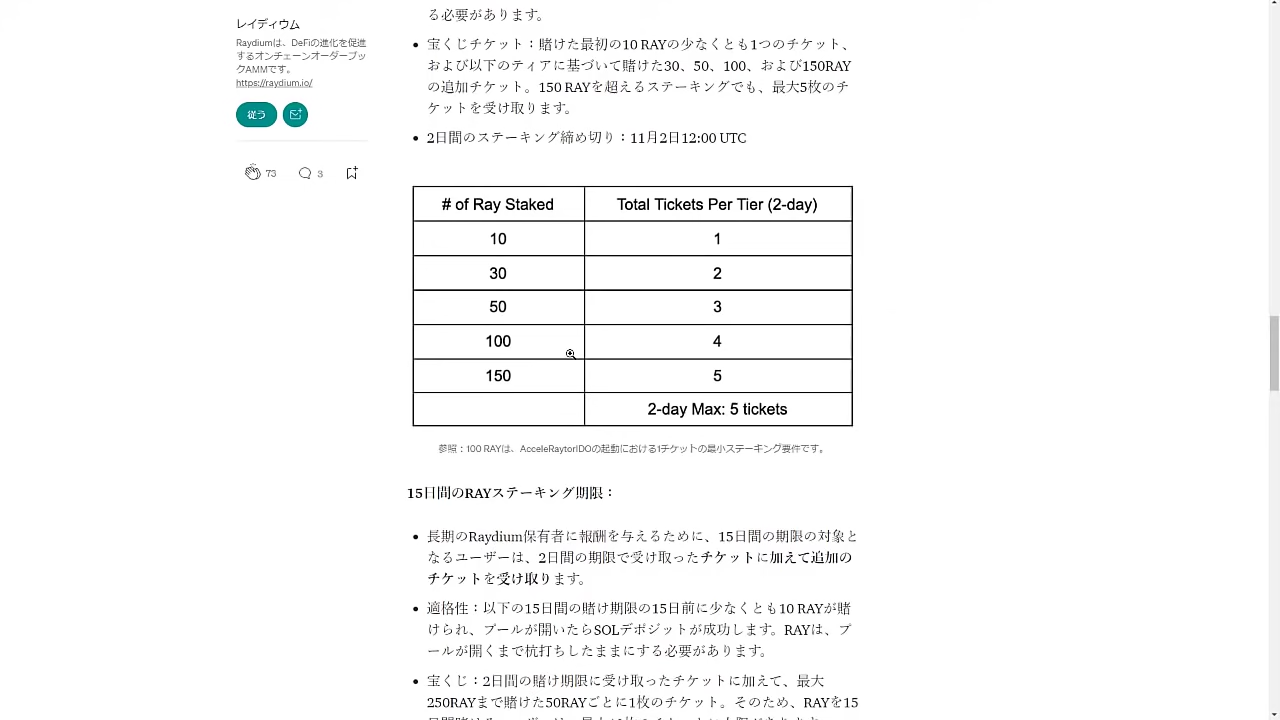 レイディウム
Raydiumは、DeFiの進化を促進
するオンチェーンオーダーブッ
クAMMです。
https://raydium.io/
従う
73
3
る必要があります。
宝くじチケット：賭けた最初の10 RAYの少なくとも1つのチケット、
および以下のティアに基づいて賭けた30、50、100、および150RAY
の追加チケット。150 RAYを超えるステーキングでも、最大5枚のチ
ケットを受け取ります。
2日間のステーキング締め切り：11月2日12:00 UTC
# of Ray Staked Total Tickets Per Tier (2-day)
10 1
30 2
50 3
100 4
150 5
2-day Max: 5 tickets
参照：100 RAYは、AcceleRaytorIDOの起動における1チケットの最小ステーキング要件です。
15日間のRAYステーキング期限：
長期のRaydium保有者に報酬を与えるために、15日間の期限の対象と
なるユーザーは、2日間の期限で受け取ったチケットに加えて追加の
チケットを受け取ります。
適格性：以下の15日間の賭け期限の15日前に少なくとも10 RAYが賭
けられ、プールが開いたらSOLデポジットが成功します。RAYは、プ
ールが開くまで杭打ちしたままにする必要があります。
宝くじ：2日間の賭け期限に受け取ったチケットに加えて、最大
250RAYまで賭けた50RAYごとに1枚のチケット。そのため、RAYを15